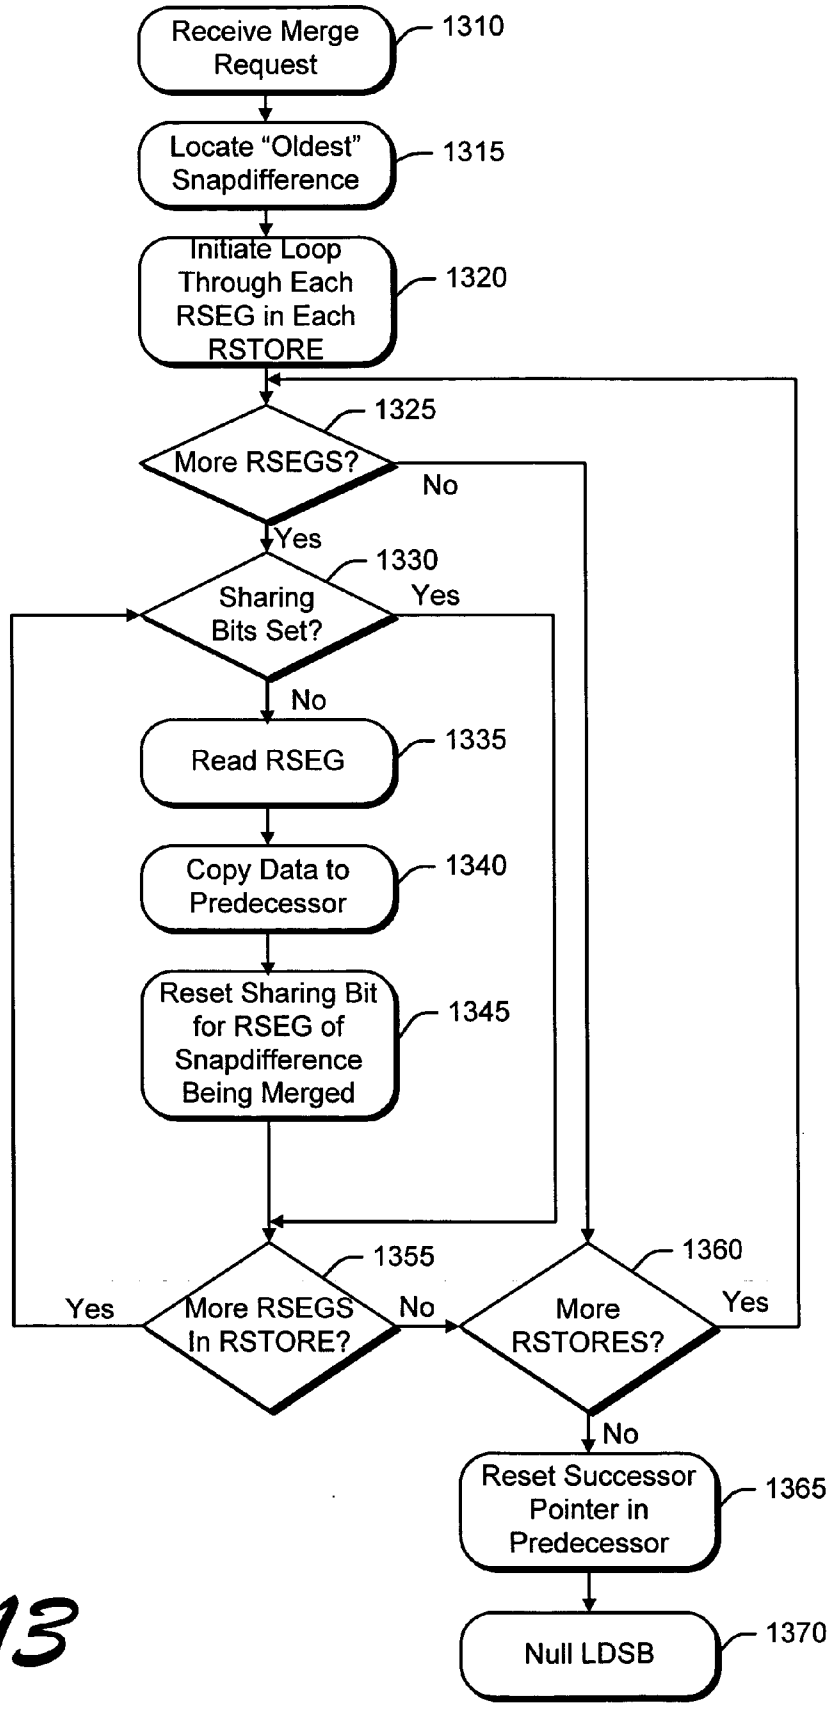 Receive Merge
Request
1310
Locate “Oldest”
Snapdifference
1315
Initiate Loop
Through Each
RSEG in Each
RSTORE
1320
1325
More RSEGS?
No
Yes
1330
Sharing
Bits Set?
Yes
No
Read RSEG
1335
Copy Data to
Predecessor
1340
Reset Sharing Bit
for RSEG of
Snapdifference
Being Merged
1345
1355
More RSEGS
In RSTORE?
Yes
No
1360
More
RSTORES?
Yes
No
Reset Successor
Pointer in
Predecessor
1365
Null LDSB
1370
13